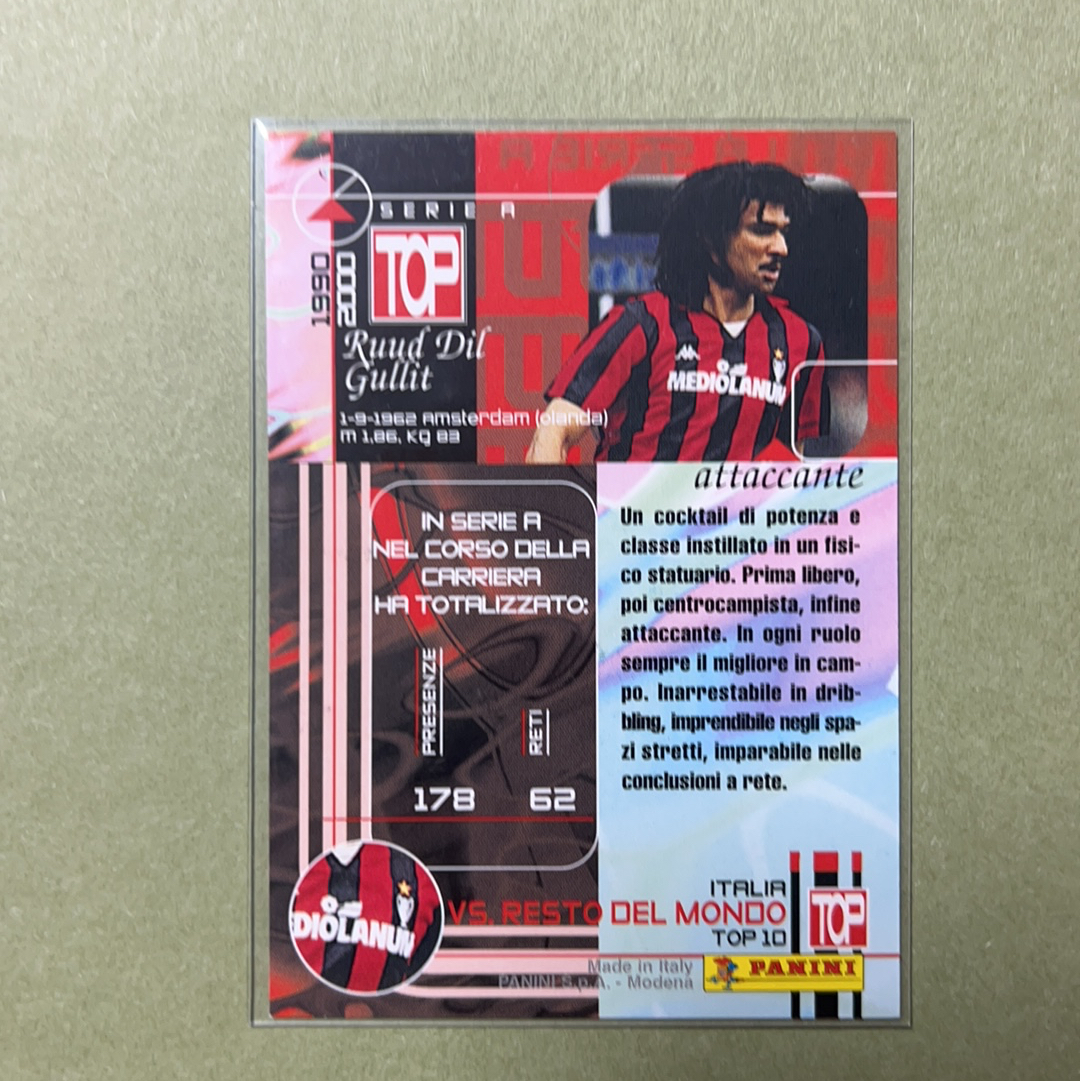 SERIE A
1990
2000
TOP
Ruud Dil
Gullit
1-9-1962 Amsterdam (Olanda)
M 1,86, Kg 83
MEDIOLANUM
attaccante
IN SERIE A
NEL CORSO DELLA
CARRIERA
HA TOTALIZZATO:
PRESENZE
RETI
178
62
Un cocktail di potenza e
classe instillato in un fisi-
co statuario. Prima libero,
poi centrocampista, infine
attaccante. In ogni ruolo
sempre il migliore in cam-
po. Inarrestabile in drib-
bling, imprendibile negli spa-
zi stretti, imparabile nelle
conclusioni a rete.
DIOLANUM
ITALIA
VS. RESTO DEL MONDO
TOP 10
TOP
Made in Italy
PANINI S.p.A. - Modena
PANINI